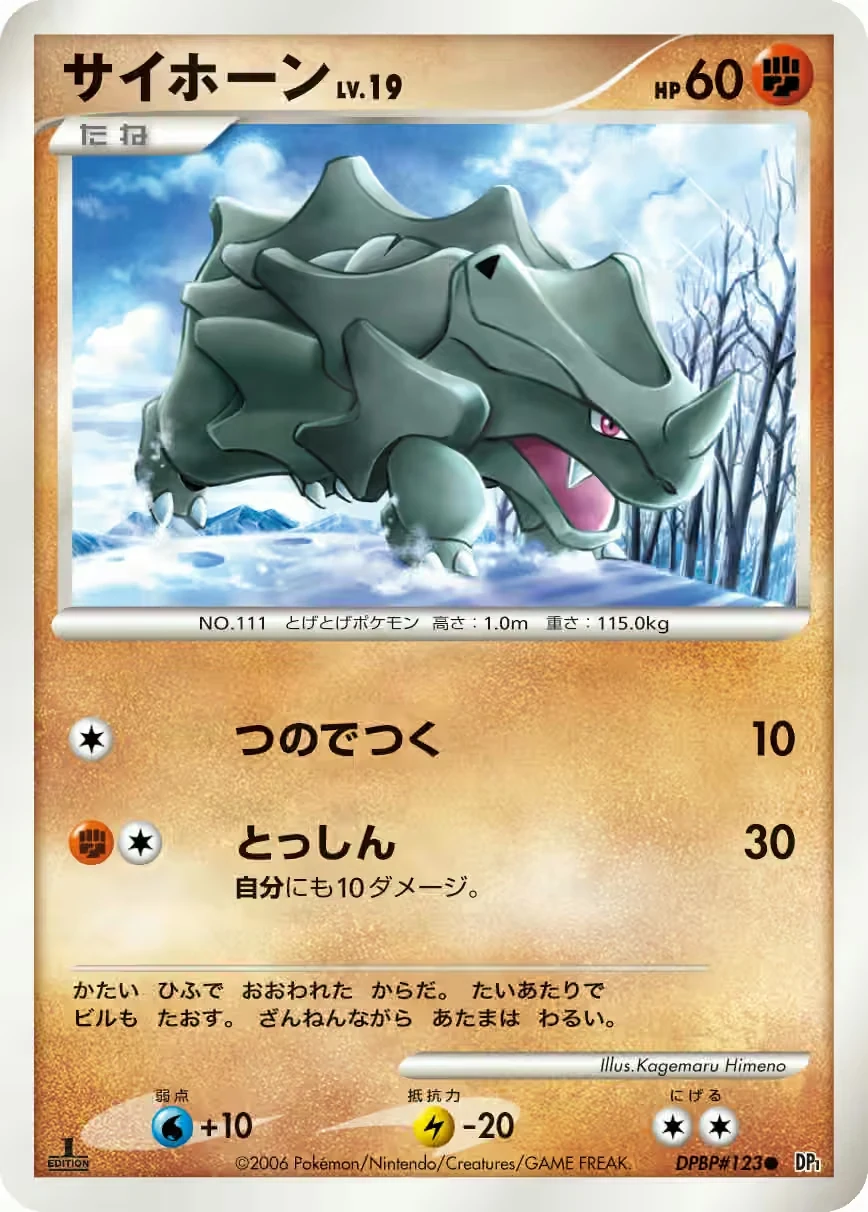 サイホーン LV.19 HP 60
たね
NO.111 とげとげポケモン 高さ：1.0m 重さ：115.0kg
つのでつく 10
とっしん 30
自分にも10ダメージ。
かたい ひふで おおわれた からだ。 たいあたりで
ビルも たおす。 ざんねんながら あたまは わるい。
Illus.Kagemaru Himeno
弱点 抵抗力 にげる
+10 -20
1 EDITION
©2006 Pokémon/Nintendo/Creatures/GAME FREAK. DPBP#123● DP1